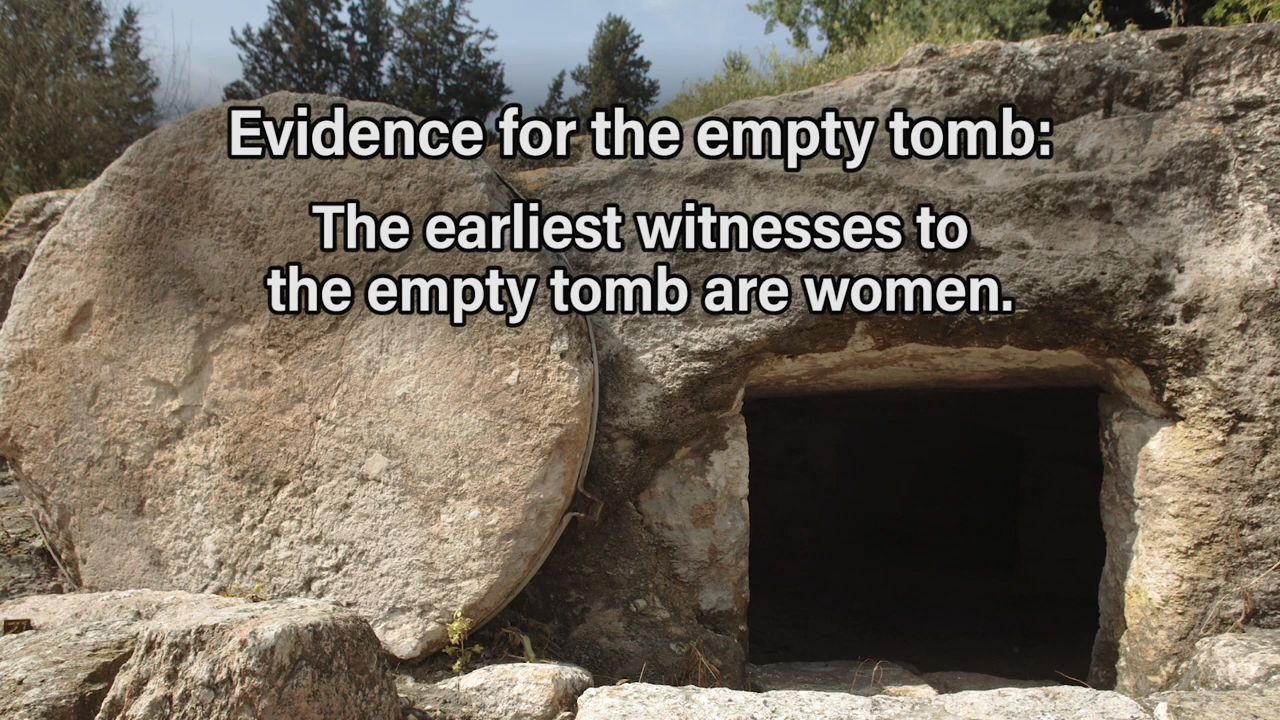 Evidence for the empty tomb:
The earliest witnesses to
the empty tomb are women.